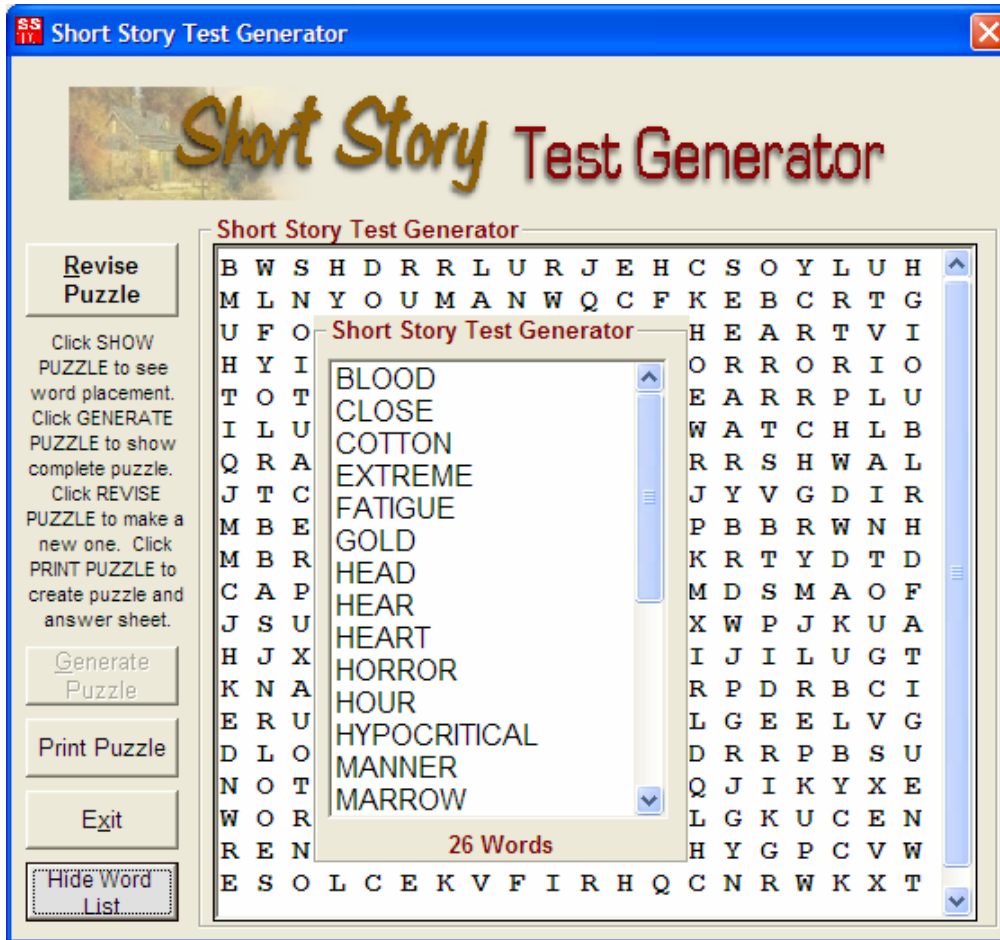 SS
IT.
Short Story Test Generator
Short Story Test Generator
Short Story Test Generator
Revise
Puzzle
Click SHOW
PUZZLE to see
word placement.
Click GENERATE
PUZZLE to show
complete puzzle.
Click REVISE
PUZZLE to make a
new one. Click
PRINT PUZZLE to
create puzzle and
answer sheet.
Generate
Puzzle
Print Puzzle
Exit
Hide Word
List
B W S H D R R L U R J E H C S O Y L U H
M L N Y O U M A N W Q C F K E B C R T G
U F O H E A R T V I
H Y I O R R O R I O
T O T E A R R P L U
I L U W A T C H L B
Q R A R R S H W A L
J T C J Y V G D I R
M B E P B B R W N H
M B R K R T Y D T D
C A P M D S M A O F
J S U X W P J K U A
H J X I J I L U G T
K N A R P D R B C I
E R U L G E E L V G
D L O D R R P B S U
N O T Q J I K Y X E
W O R L G K U C E N
R E N H Y G P C V W
E S O L C E K V F I R H Q C N R W K X T
Short Story Test Generator
BLOOD
CLOSE
COTTON
EXTREME
FATIGUE
GOLD
HEAD
HEAR
HEART
HORROR
HOUR
HYPOCRITICAL
MANNER
MARROW
26 Words